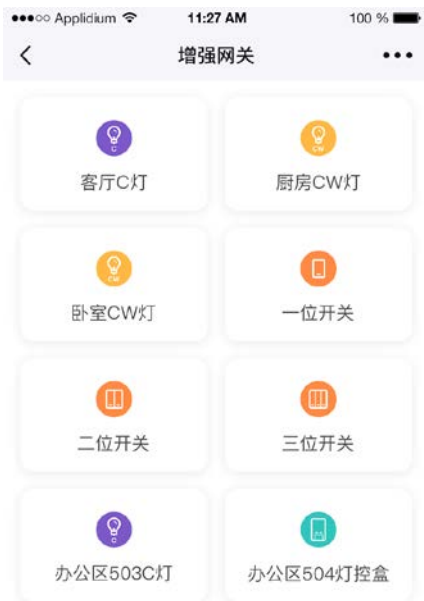 Applidium 11:27 AM 100 %
增强网关
C CW
客厅C灯 厨房CW灯
CW
卧室CW灯 一位开关
二位开关 三位开关
C
办公区503C灯 办公区504灯控盒